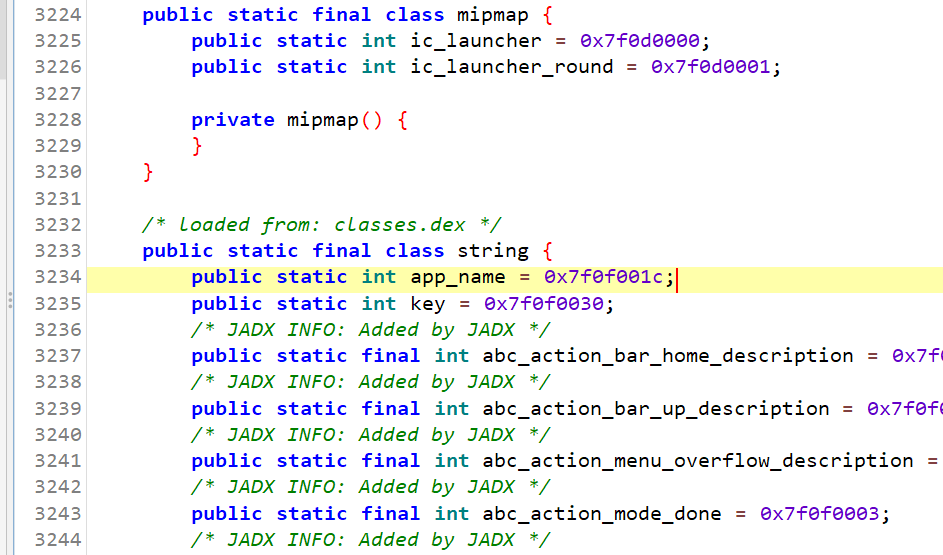 3224 public static final class mipmap {
3225 public static int ic_launcher = 0x7f0d0000;
3226 public static int ic_launcher_round = 0x7f0d0001;
3227
3228 private mipmap() {
3229 }
3230 }
3231
3232 /* loaded from: classes.dex */
3233 public static final class string {
3234 public static int app_name = 0x7f0f001c;
3235 public static int key = 0x7f0f0030;
3236 /* JADX INFO: Added by JADX */
3237 public static final int abc_action_bar_home_description = 0x7f
3238 /* JADX INFO: Added by JADX */
3239 public static final int abc_action_bar_up_description = 0x7f0f
3240 /* JADX INFO: Added by JADX */
3241 public static final int abc_action_menu_overflow_description =
3242 /* JADX INFO: Added by JADX */
3243 public static final int abc_action_mode_done = 0x7f0f0003;
3244 /* JADX INFO: Added by JADX */